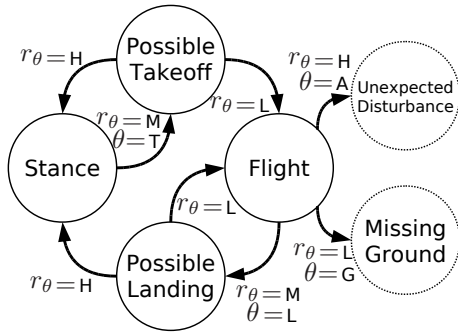 Possible
Takeoff
r_θ = H
r_θ = L
r_θ = H
θ = A
Unexpected
Disturbance
r_θ = M
θ = T
Stance
Flight
r_θ = L
Missing
Ground
r_θ = L
θ = G
Possible
Landing
r_θ = H
r_θ = M
θ = L